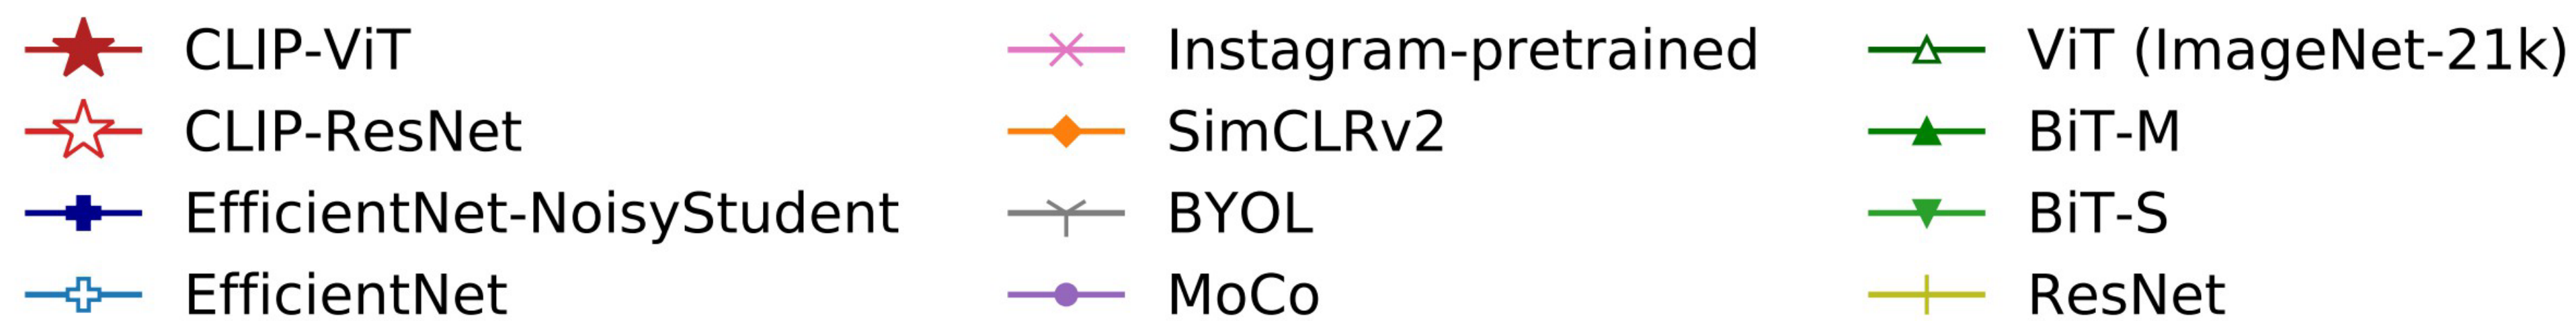 CLIP-ViT
CLIP-ResNet
EfficientNet-NoisyStudent
EfficientNet
Instagram-pretrained
SimCLRv2
BYOL
MoCo
ViT (ImageNet-21k)
BiT-M
BiT-S
ResNet